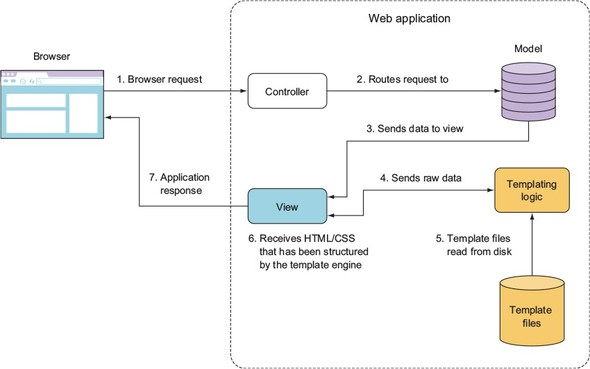 Web application
Browser
Model
1. Browser request
Controller
2. Routes request to
3. Sends data to view
7. Application
response
View
4. Sends raw data
Templating
logic
6. Receives HTML/CSS
that has been structured
by the template engine
5. Template files
read from disk
Template
files